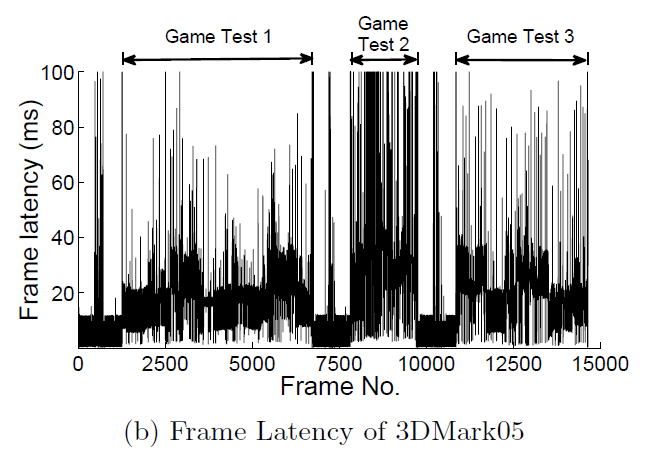 Game Test 1
Game
Test 2
Game Test 3
Frame latency (ms)
100
80
60
40
20
0 2500 5000 7500 10000 12500 15000
Frame No.
(b) Frame Latency of 3DMark05